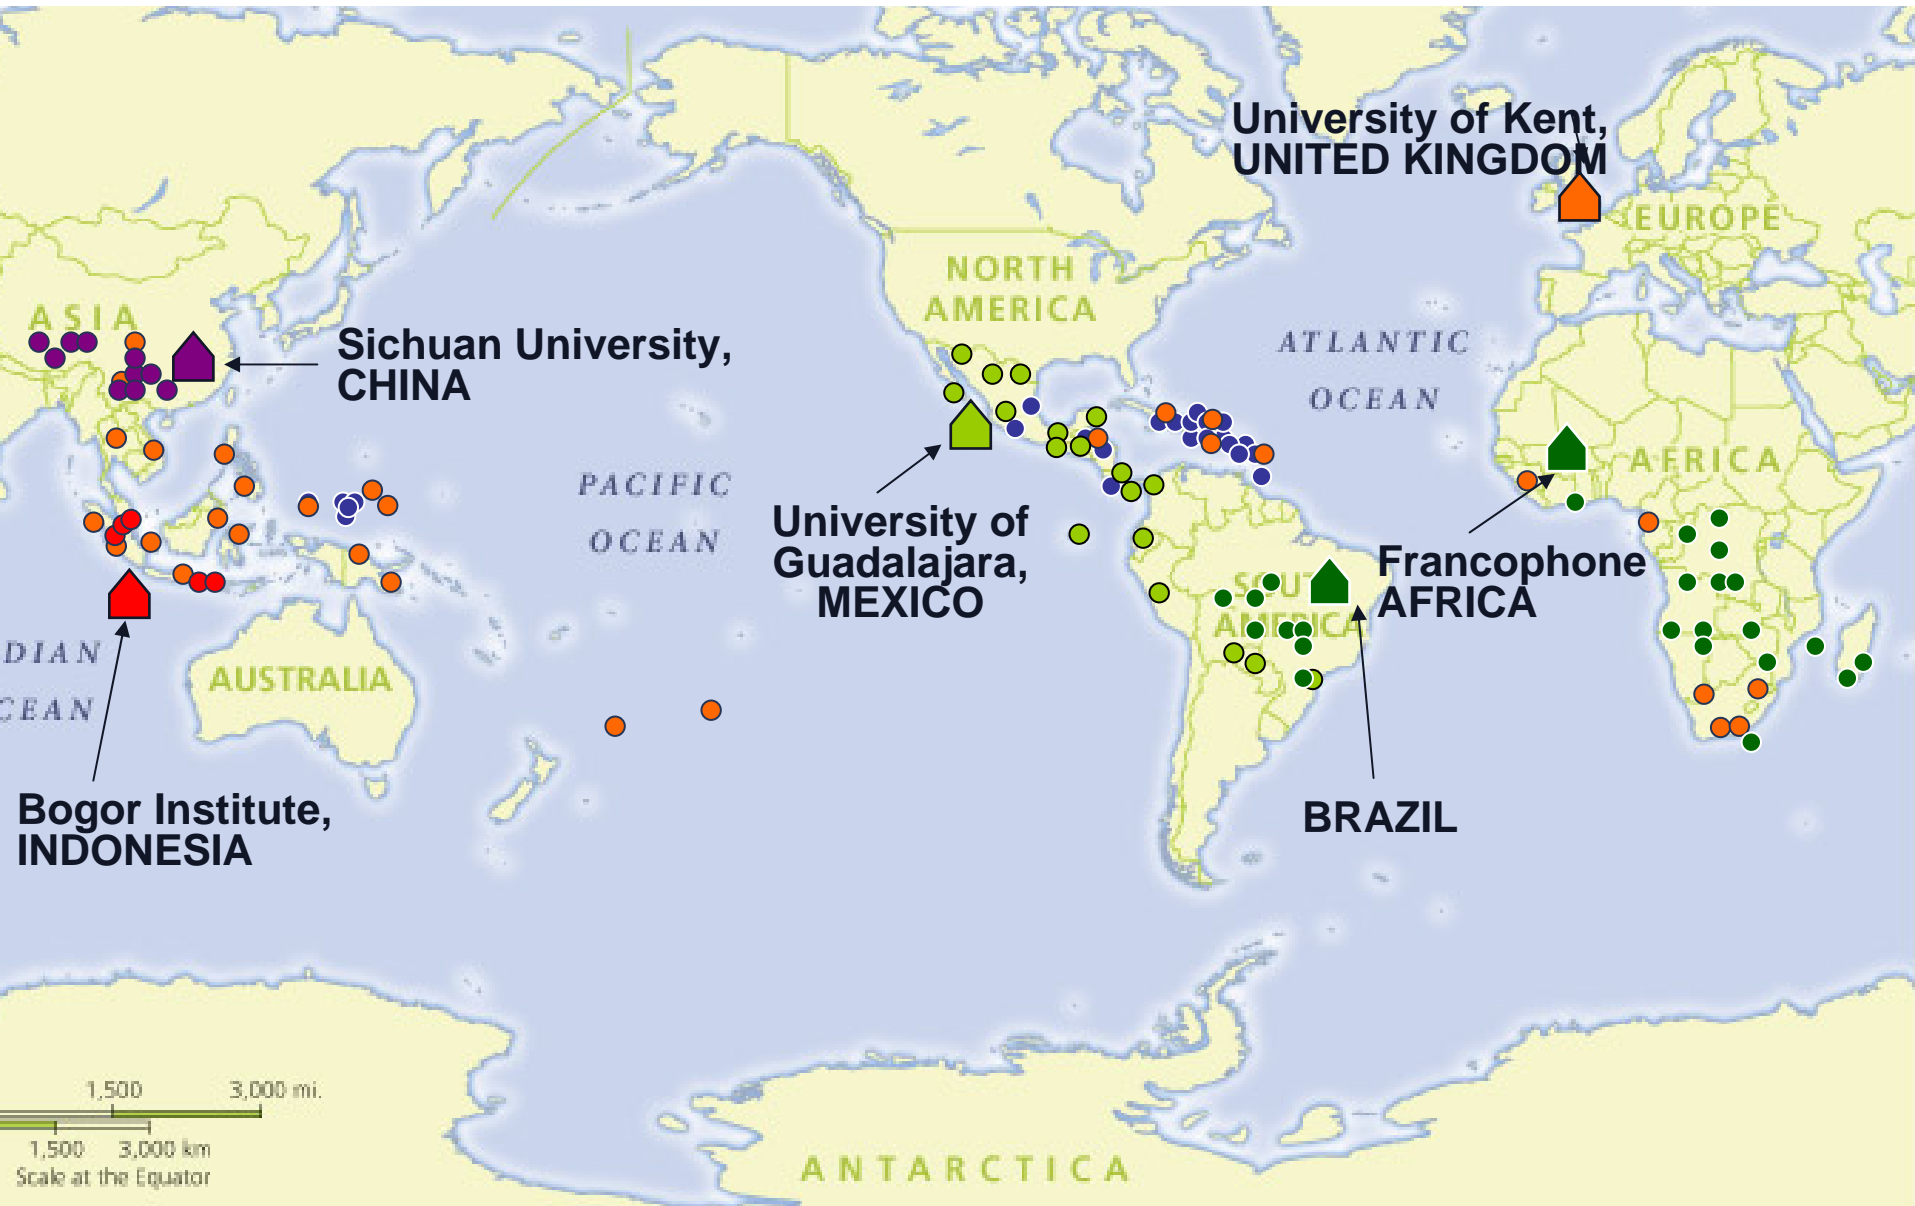 University of Kent,
UNITED KINGDOM
EUROPE
NORTH
AMERICA
ASIA
Sichuan University,
CHINA
ATLANTIC
OCEAN
AFRICA
PACIFIC
OCEAN
University of
Guadalajara,
MEXICO
Francophone
AFRICA
SOUT
AMERICA
DIAN
CEAN
AUSTRALIA
Bogor Institute,
INDONESIA
BRAZIL
1,500 3,000 mi.
1,500 3,000 km
Scale at the Equator
ANTARCTICA